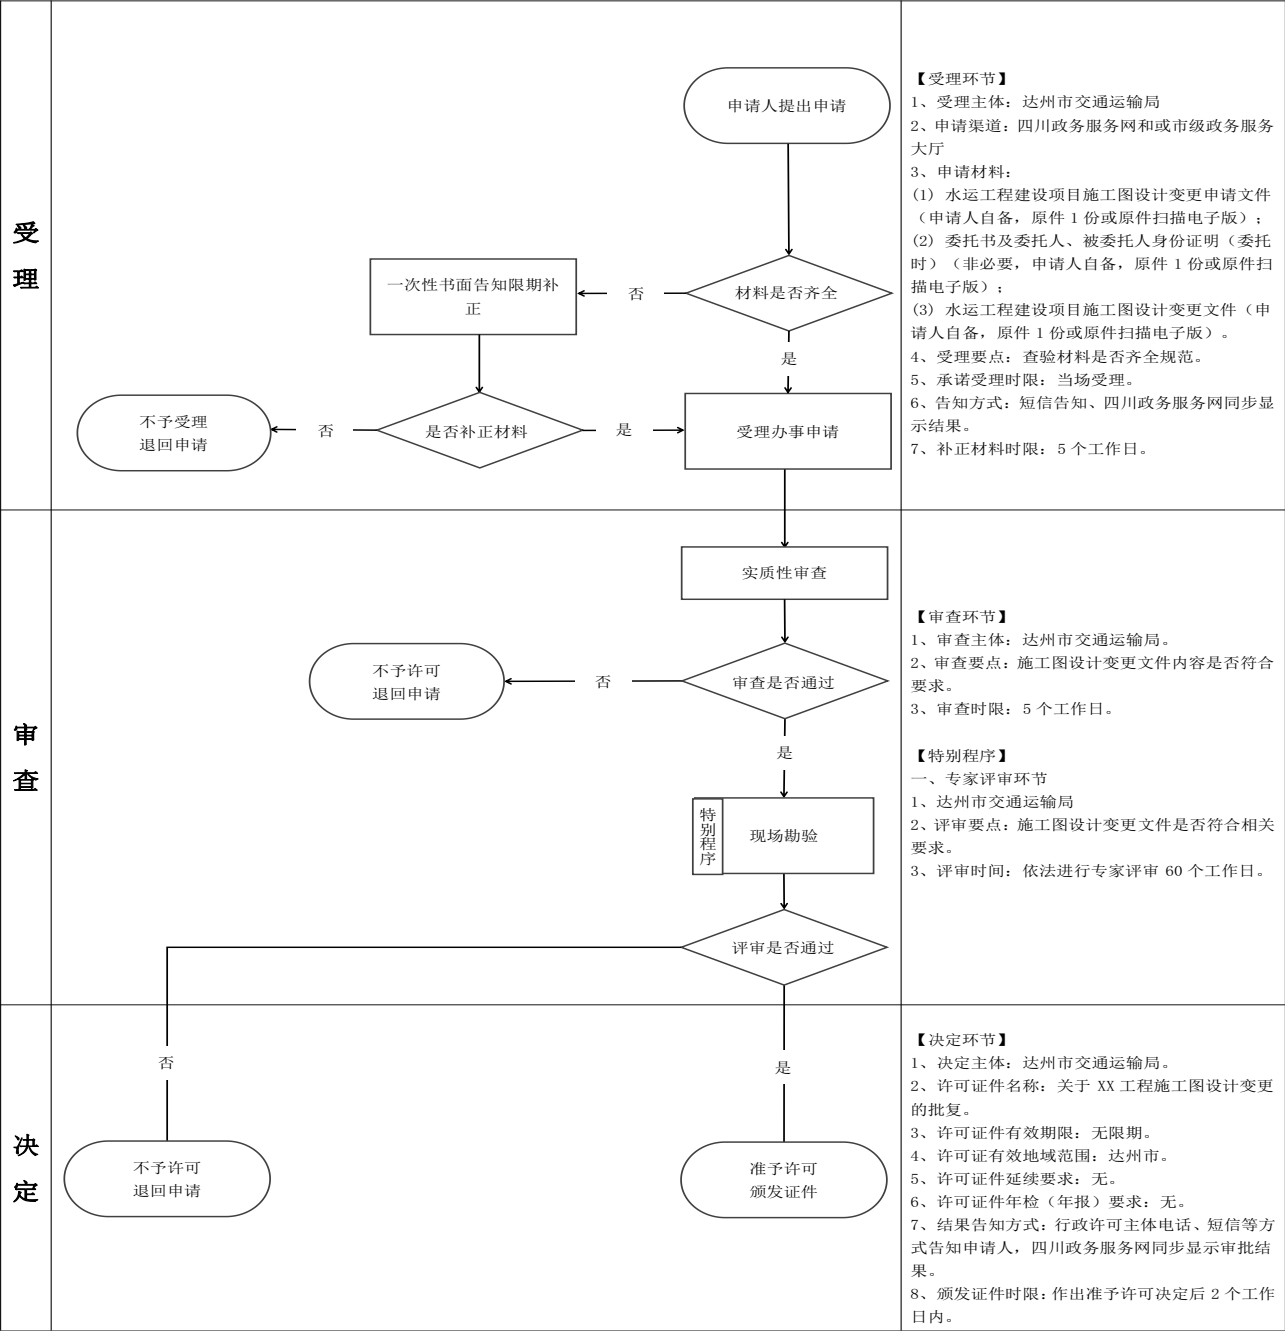 受
理
申请人提出申请
材料是否齐全
否
一次性书面告知限期补
正
是
不予受理
退回申请
否
是否补正材料
是
受理办事申请
【受理环节】
1、受理主体：达州市交通运输局
2、申请渠道：四川政务服务网和或市级政务服务
大厅
3、申请材料：
(1) 水运工程建设项目施工图设计变更申请文件
（申请人自备，原件 1 份或原件扫描电子版）；
(2) 委托书及委托人、被委托人身份证明（委托
时）（非必要，申请人自备，原件 1 份或原件扫
描电子版）；
(3) 水运工程建设项目施工图设计变更文件（申
请人自备，原件 1 份或原件扫描电子版）。
4、受理要点：查验材料是否齐全规范。
5、承诺受理时限：当场受理。
6、告知方式：短信告知、四川政务服务网同步显
示结果。
7、补正材料时限：5 个工作日。
审
查
实质性审查
审查是否通过
否
不予许可
退回申请
是
特别程序
现场勘验
评审是否通过
【审查环节】
1、审查主体：达州市交通运输局。
2、审查要点：施工图设计变更文件内容是否符合
要求。
3、审查时限：5 个工作日。
【特别程序】
一、专家评审环节
1、达州市交通运输局
2、评审要点：施工图设计变更文件是否符合相关
要求。
3、评审时间：依法进行专家评审 60 个工作日。
决
定
否
是
不予许可
退回申请
准予许可
颁发证件
【决定环节】
1、决定主体：达州市交通运输局。
2、许可证件名称：关于 XX 工程施工图设计变更
的批复。
3、许可证件有效期限：无限期。
4、许可证有效地域范围：达州市。
5、许可证件延续要求：无。
6、许可证件年检（年报）要求：无。
7、结果告知方式：行政许可主体电话、短信等方
式告知申请人，四川政务服务网同步显示审批结
果。
8、颁发证件时限：作出准予许可决定后 2 个工作
日内。